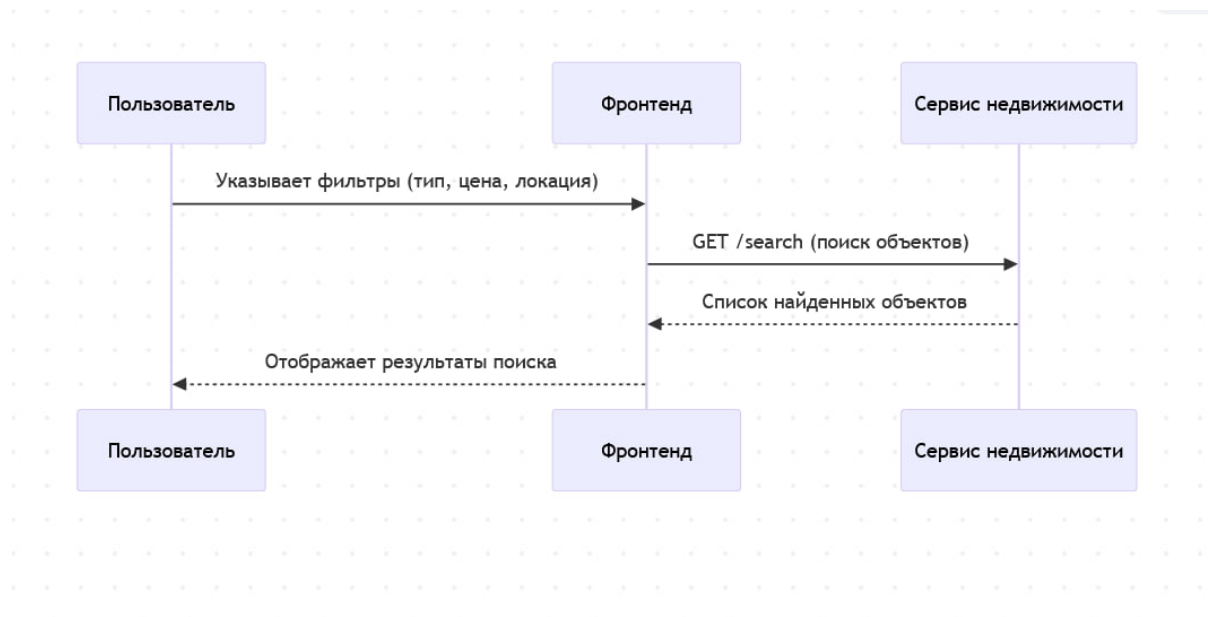 Пользователь
Фронтенд
Сервис недвижимости
Указывает фильтры (тип, цена, локация)
GET /search (поиск объектов)
Список найденных объектов
Отображает результаты поиска
Пользователь
Фронтенд
Сервис недвижимости